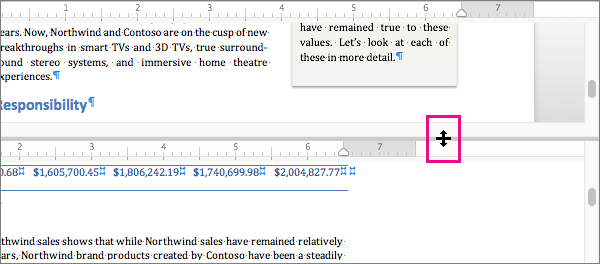 2 3 4 5 6 7
ears. Now, Northwind and Contoso are on the cusp of new
breakthroughs in smart TVs and 3D TVs, true surround-
ound stereo systems, and immersive home theatre
experiences.¶
have remained true to these
values. Let's look at each of
these in more detail.¶
Responsibility¶
2 3 4 5 6 7
0.68¤ $1,605,700.45¤ $1,806,242.19¤ $1,740,699.98¤ $2,004,827.77¤ ¤
thwind sales shows that while Northwind sales have remained relatively
ars, Northwind brand products created by Contoso have been a steadily